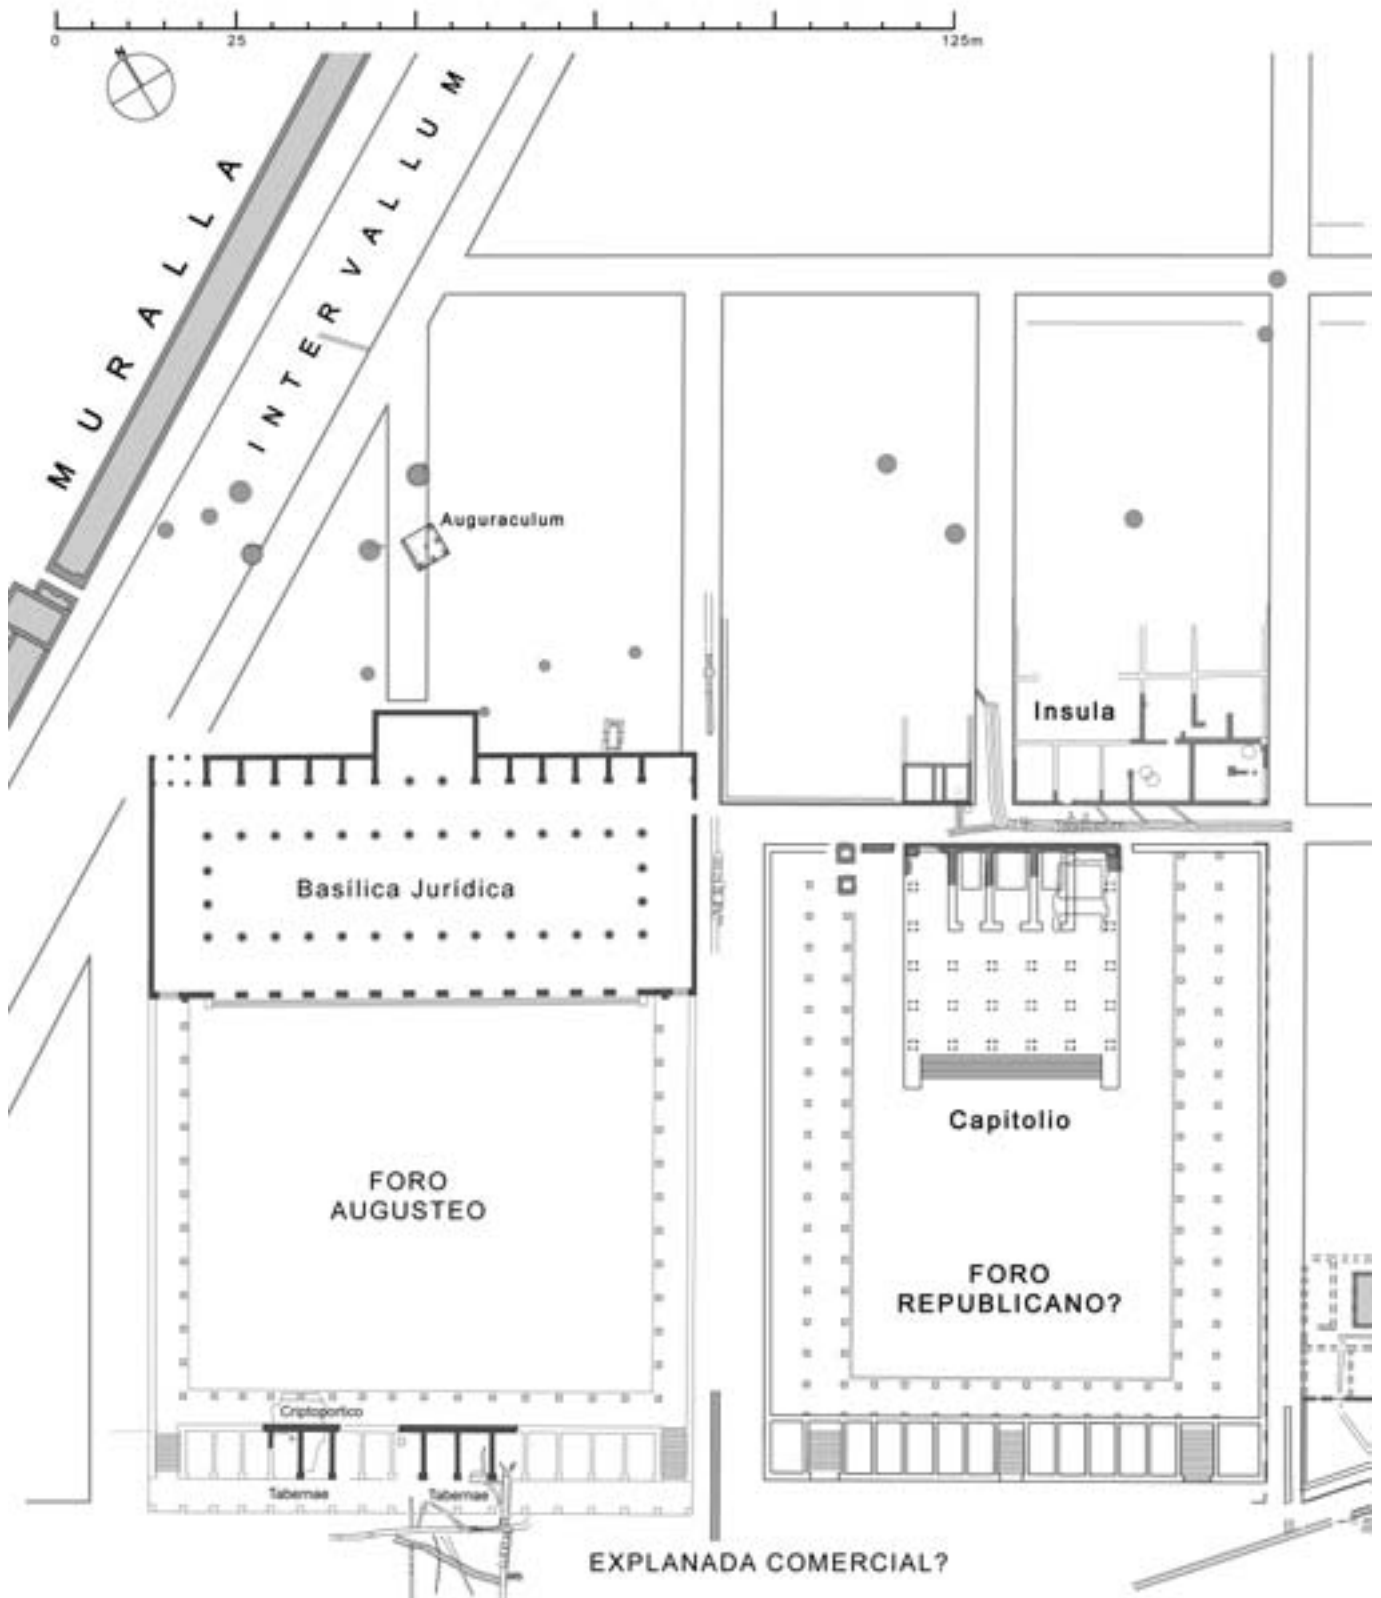 0 25 125m
N
MURALLA
INTERVALLUM
Auguraculum
Insula
Basílica Jurídica
Capitolio
FORO
AUGUSTEO
FORO
REPUBLICANO?
Criptoportico
Tabernae Tabernae
EXPLANADA COMERCIAL?